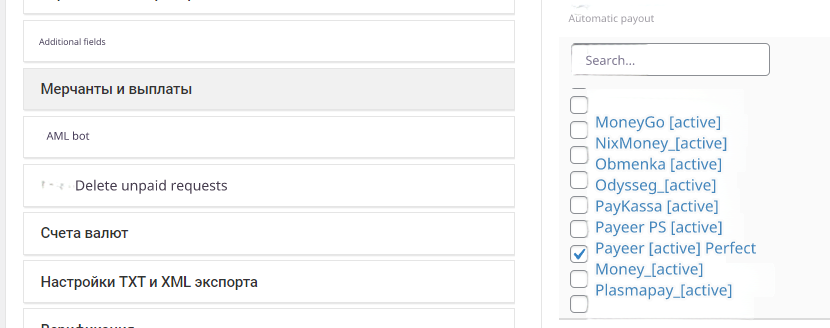 Additional fields
Мерчанты и выплаты
AML bot
Delete unpaid requests
Счета валют
Настройки TXT и XML экспорта
Automatic payout
Search...
MoneyGo [active]
NixMoney_[active]
Obmenka [active]
Odysseg_[active]
PayKassa [active]
Payeer PS [active]
Payeer [active] Perfect
Money_[active]
Plasmapay_[active]